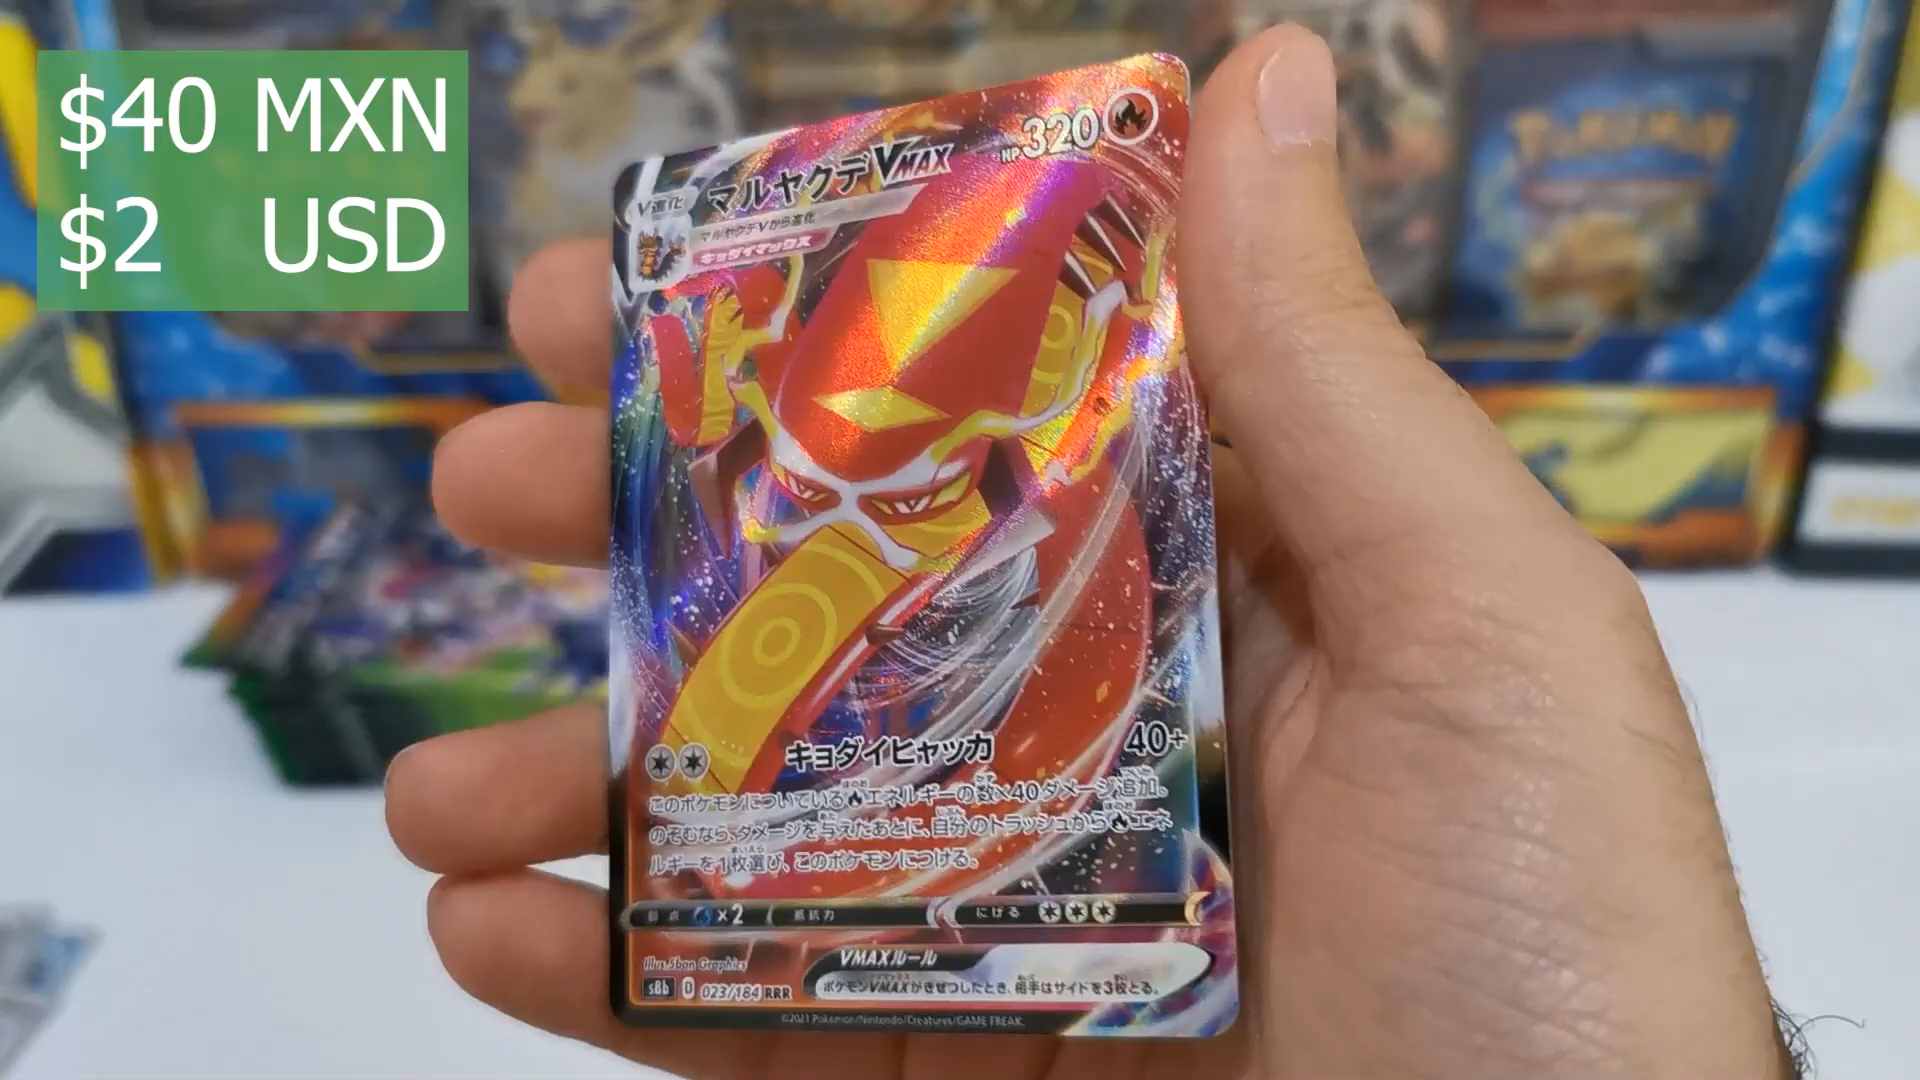 $40 MXN
$2 USD
V進化
マルヤクデVMAX
HP320
マルヤクデVから進化
キョダイマックス
キョダイヒャッカ 40+
このポケモンについているエネルギーの数×40ダメージ追加。
のぞむなら、ダメージを与えたあとに、自分のトラッシュからエネ
ルギーを1枚選び、このポケモンにつける。
弱点 ×2 抵抗力 にげる
Illus. 5ban Graphics
VMAXルール
s8b D 023/184 RRR
ポケモンVMAXがきぜつしたとき、相手はサイドを3枚とる。
©2021 Pokémon/Nintendo/Creatures/GAME FREAK.
POKEMON